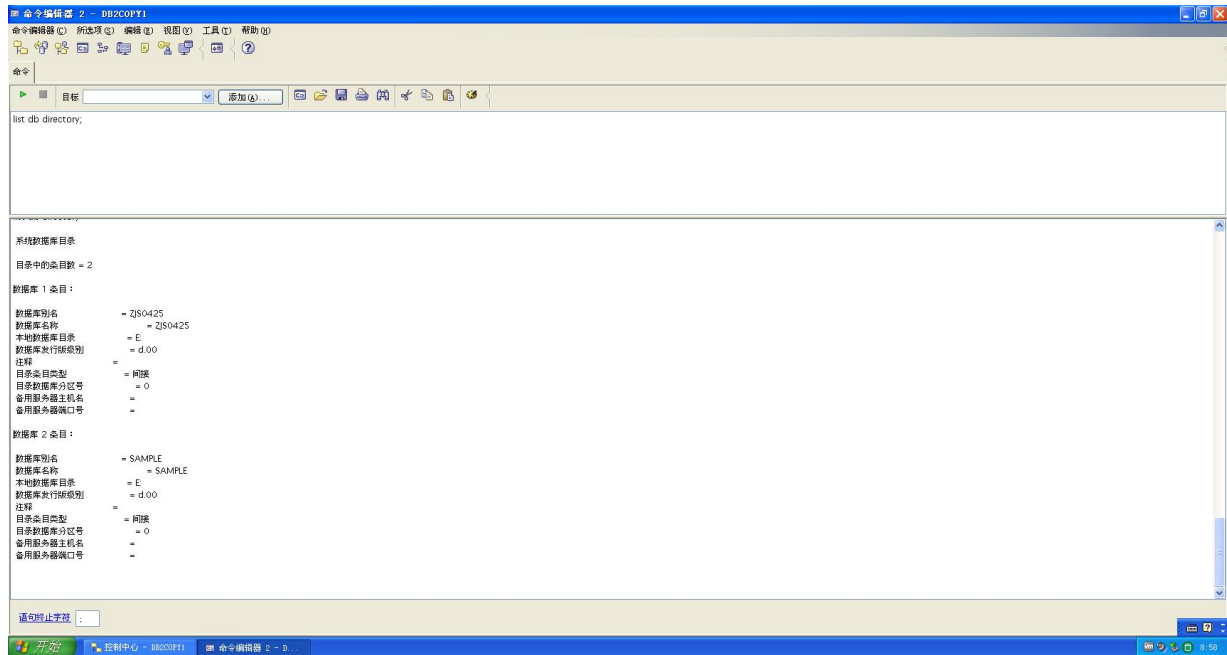 命令编辑器 2 - DB2COPY1
命令编辑器(C) 所选项(S) 编辑(E) 视图(V) 工具(T) 帮助(H)
命令
目标 添加(A)...
list db directory;
list db directory;
系统数据库目录
目录中的条目数 = 2
数据库 1 条目：
数据库别名 = ZJS0425
数据库名称 = ZJS0425
本地数据库目录 = E:
数据库发行版级别 = d.00
注释 =
目录条目类型 = 间接
目录数据库分区号 = 0
备用服务器主机名 =
备用服务器端口号 =
数据库 2 条目：
数据库别名 = SAMPLE
数据库名称 = SAMPLE
本地数据库目录 = E:
数据库发行版级别 = d.00
注释 =
目录条目类型 = 间接
目录数据库分区号 = 0
备用服务器主机名 =
备用服务器端口号 =
语句终止字符 ;
开始 控制中心 - DB2COPY1 命令编辑器 2 - D... 8:58